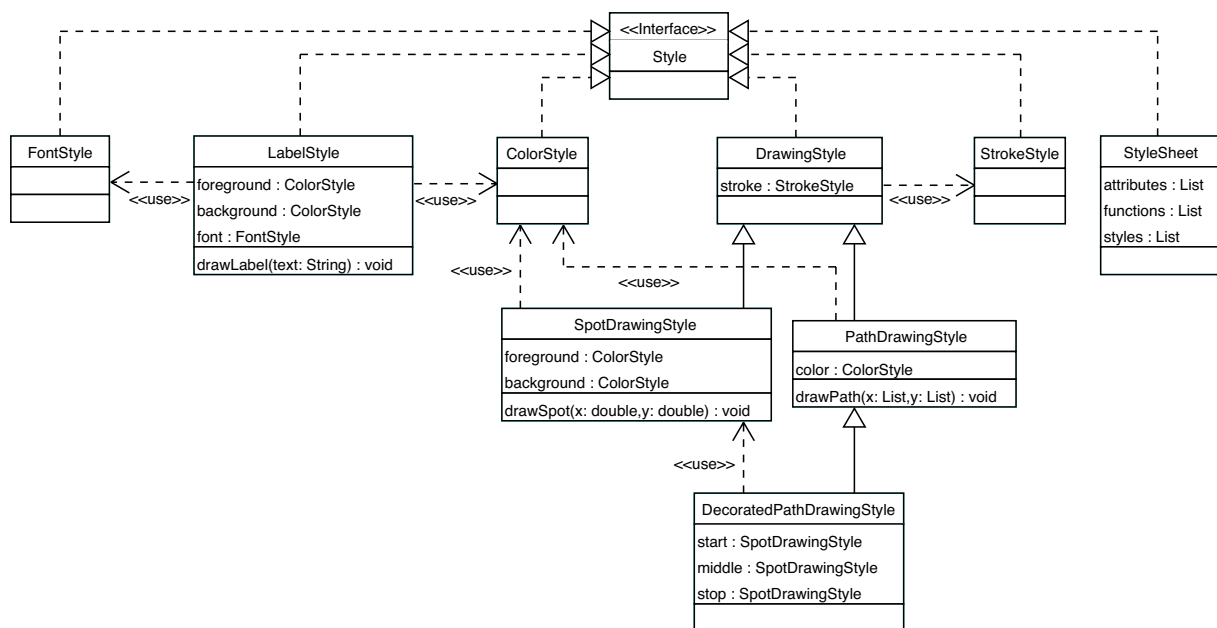 <<Interface>>
Style
FontStyle
LabelStyle
foreground : ColorStyle
background : ColorStyle
font : FontStyle
drawLabel(text: String) : void
ColorStyle
DrawingStyle
stroke : StrokeStyle
StrokeStyle
StyleSheet
attributes : List
functions : List
styles : List
<<use>>
<<use>>
<<use>>
<<use>>
<<use>>
SpotDrawingStyle
foreground : ColorStyle
background : ColorStyle
drawSpot(x: double,y: double) : void
PathDrawingStyle
color : ColorStyle
drawPath(x: List,y: List) : void
<<use>>
DecoratedPathDrawingStyle
start : SpotDrawingStyle
middle : SpotDrawingStyle
stop : SpotDrawingStyle